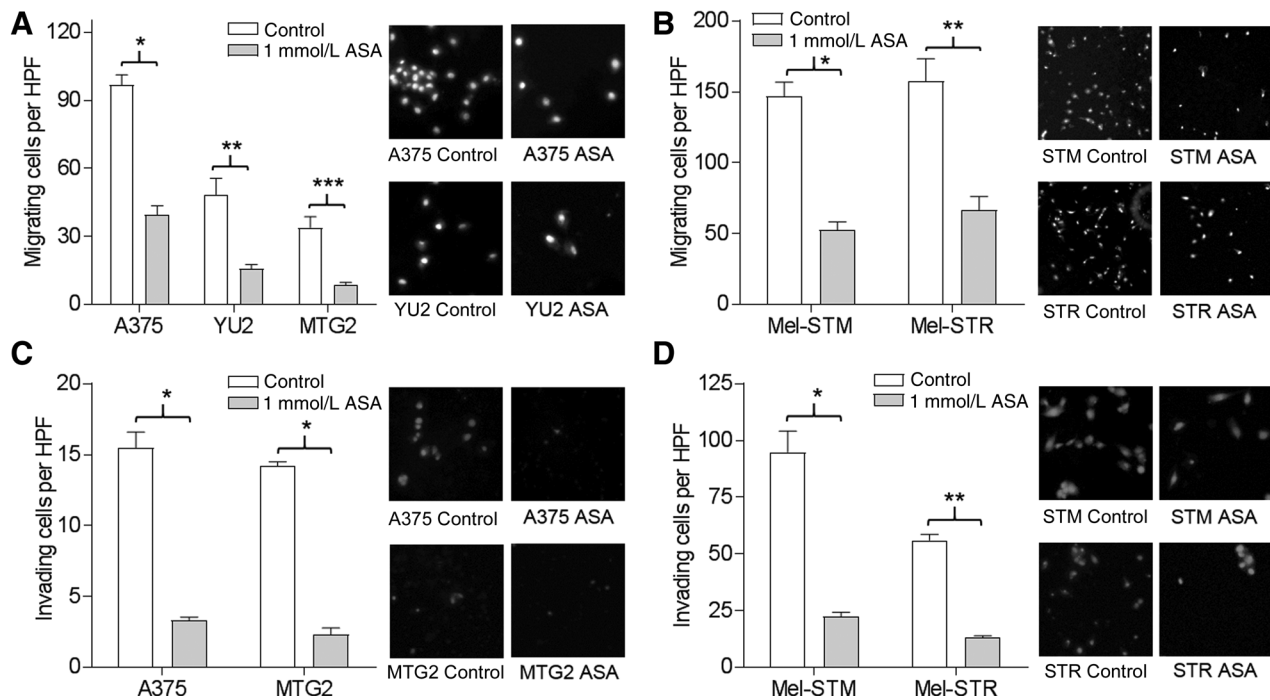 A
Migrating cells per HPF
120
90
60
30
0
Control
1 mmol/L ASA
*
**
***
A375
YU2
MTG2
A375 Control
A375 ASA
YU2 Control
YU2 ASA
B
Migrating cells per HPF
200
150
100
50
0
Control
1 mmol/L ASA
*
**
Mel-STM
Mel-STR
STM Control
STM ASA
STR Control
STR ASA
C
Invading cells per HPF
20
15
10
5
0
Control
1 mmol/L ASA
*
*
A375
MTG2
A375 Control
A375 ASA
MTG2 Control
MTG2 ASA
D
Invading cells per HPF
125
100
75
50
25
0
Control
1 mmol/L ASA
*
**
Mel-STM
Mel-STR
STM Control
STM ASA
STR Control
STR ASA